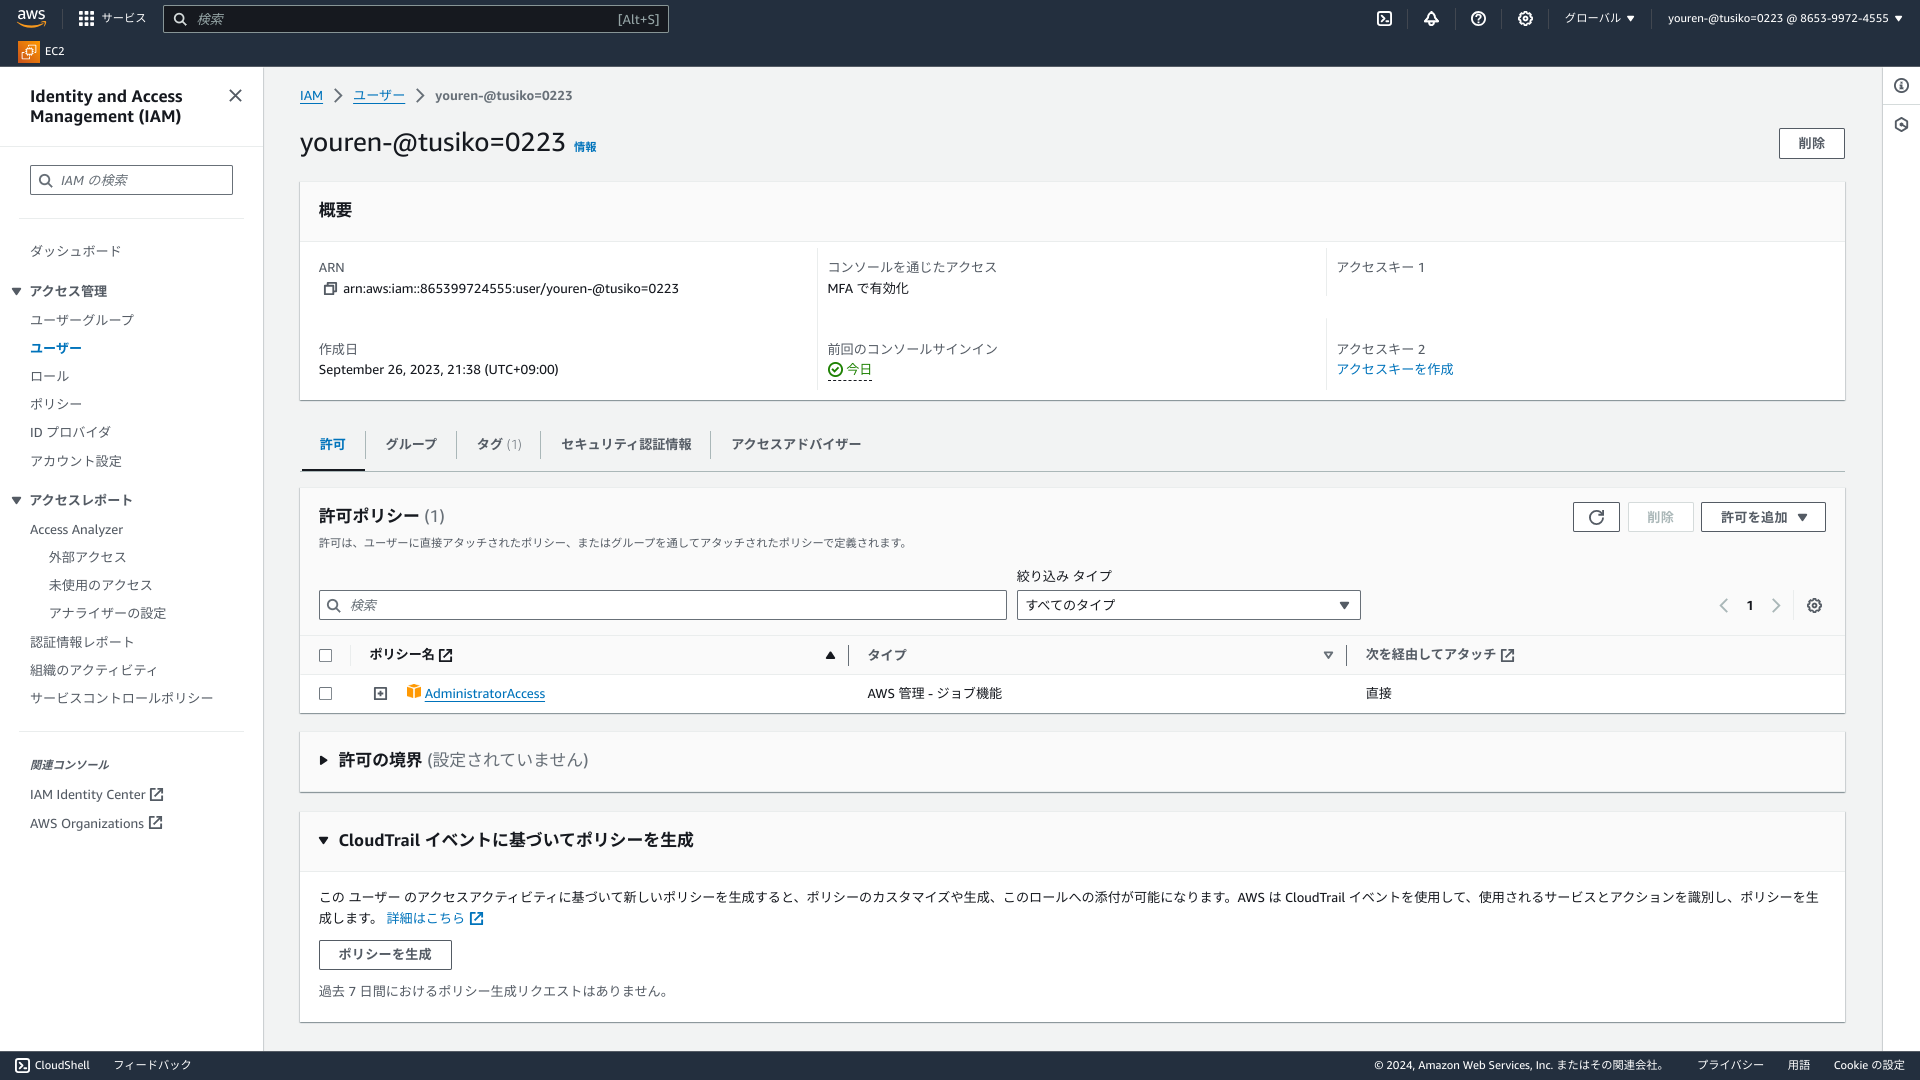 aws
サービス
検索
[Alt+S]
グローバル ▼
youren-@tusiko=0223 @ 8653-9972-4555 ▼
EC2
Identity and Access
Management (IAM)
IAM の検索
ダッシュボード
▼ アクセス管理
ユーザーグループ
ユーザー
ロール
ポリシー
ID プロバイダ
アカウント設定
▼ アクセスレポート
Access Analyzer
外部アクセス
未使用のアクセス
アナライザーの設定
認証情報レポート
組織のアクティビティ
サービスコントロールポリシー
関連コンソール
IAM Identity Center
AWS Organizations
IAM > ユーザー > youren-@tusiko=0223
youren-@tusiko=0223 情報
削除
概要
ARN
arn:aws:iam::865399724555:user/youren-@tusiko=0223
コンソールを通じたアクセス
MFA で有効化
アクセスキー 1
作成日
September 26, 2023, 21:38 (UTC+09:00)
前回のコンソールサインイン
今日
アクセスキー 2
アクセスキーを作成
許可
グループ
タグ (1)
セキュリティ認証情報
アクセスアドバイザー
許可ポリシー (1)
削除
許可を追加 ▼
許可は、ユーザーに直接アタッチされたポリシー、またはグループを通してアタッチされたポリシーで定義されます。
絞り込み タイプ
検索
すべてのタイプ
1
ポリシー名
タイプ
次を経由してアタッチ
AdministratorAccess
AWS 管理 - ジョブ機能
直接
許可の境界 (設定されていません)
CloudTrail イベントに基づいてポリシーを生成
この ユーザー のアクセスアクティビティに基づいて新しいポリシーを生成すると、ポリシーのカスタマイズや生成、このロールへの添付が可能になります。AWS は CloudTrail イベントを使用して、使用されるサービスとアクションを識別し、ポリシーを生
成します。 詳細はこちら
ポリシーを生成
過去 7 日間におけるポリシー生成リクエストはありません。
CloudShell
フィードバック
© 2024, Amazon Web Services, Inc. またはその関連会社。
プライバシー
用語
Cookie の設定